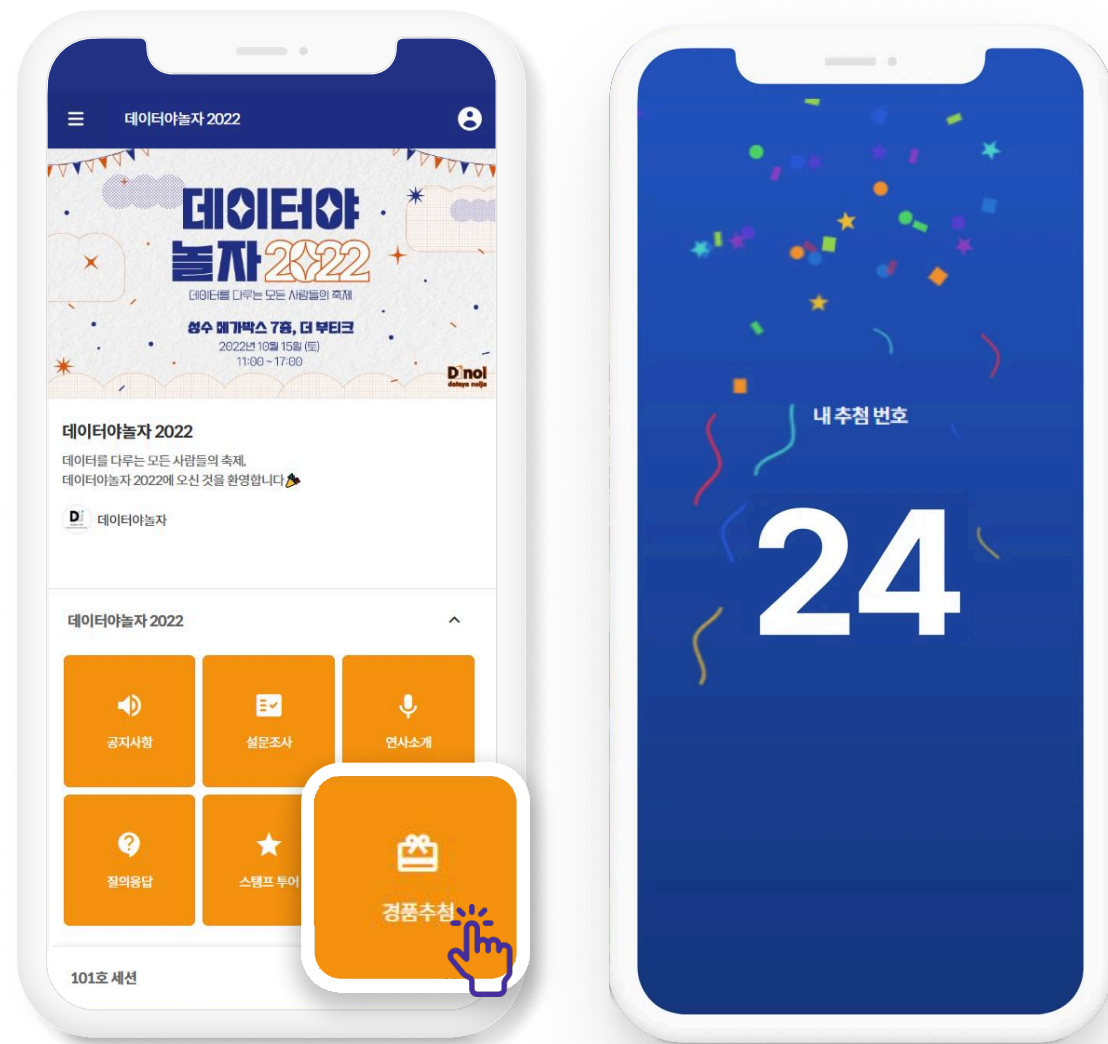 데이터야놀자 2022
데이터야
놀자 2022
데이터를 다루는 모든 사람들의 축제
성수 메가박스 7층, 더 부티크
2022년 10월 15일 (토)
11:00 ~ 17:00
D nol
dataya nolja
데이터야놀자 2022
데이터를 다루는 모든 사람들의 축제,
데이터야놀자 2022에 오신 것을 환영합니다
데이터야놀자
데이터야놀자 2022
공지사항
설문조사
연사소개
질의응답
스탬프 투어
경품추첨
101호 세션
내 추첨 번호
24